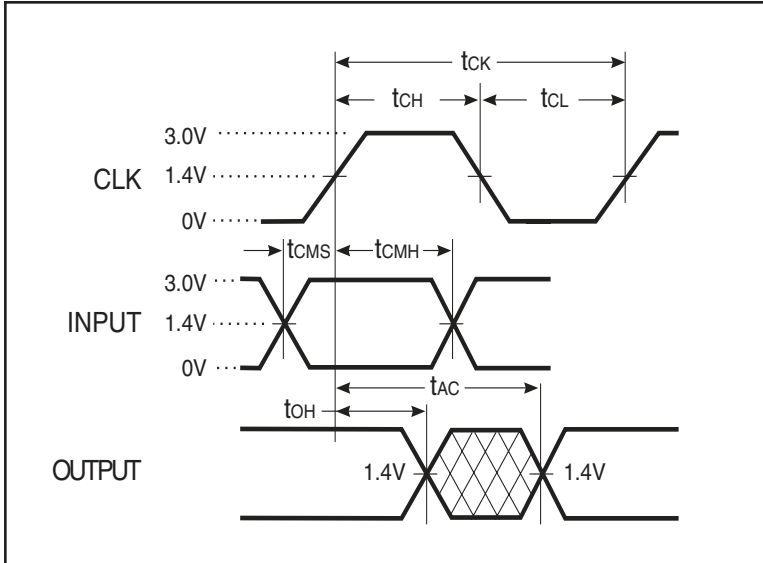 tCK
tCH tCL
3.0V
CLK 1.4V
0V
tCMS tCMH
3.0V
INPUT 1.4V
0V
tAC
tOH
OUTPUT 1.4V 1.4V